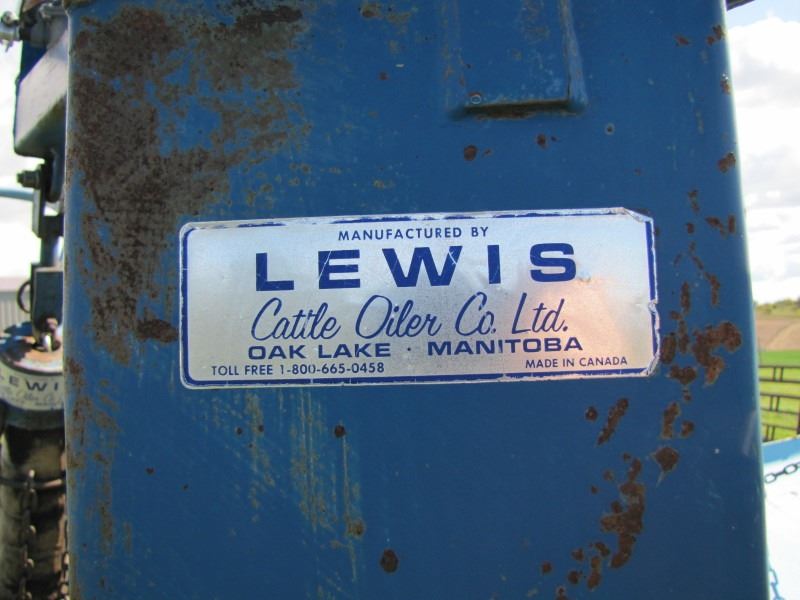 MANUFACTURED BY
LEWIS
Cattle Oiler Co. Ltd.
OAK LAKE · MANITOBA
TOLL FREE 1-800-665-0458 MADE IN CANADA
LEWIS